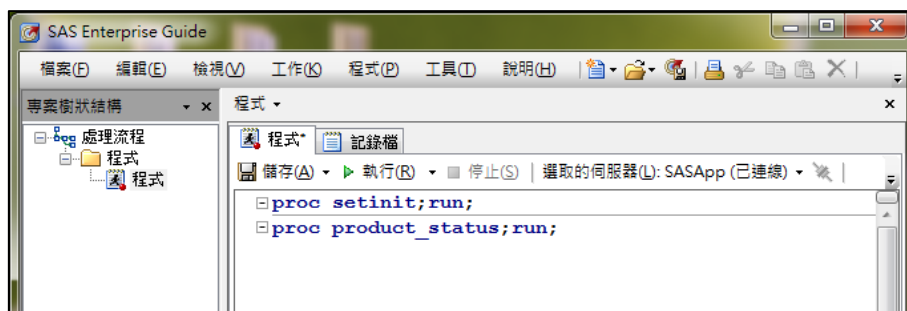 SAS Enterprise Guide
檔案(F) 編輯(E) 檢視(V) 工作(K) 程式(P) 工具(T) 說明(H)
專案樹狀結構
程式
處理流程
程式
程式
程式* 記錄檔
儲存(A) 執行(R) 停止(S) 選取的伺服器(L): SASApp (已連線)
proc setinit;run;
proc product_status;run;